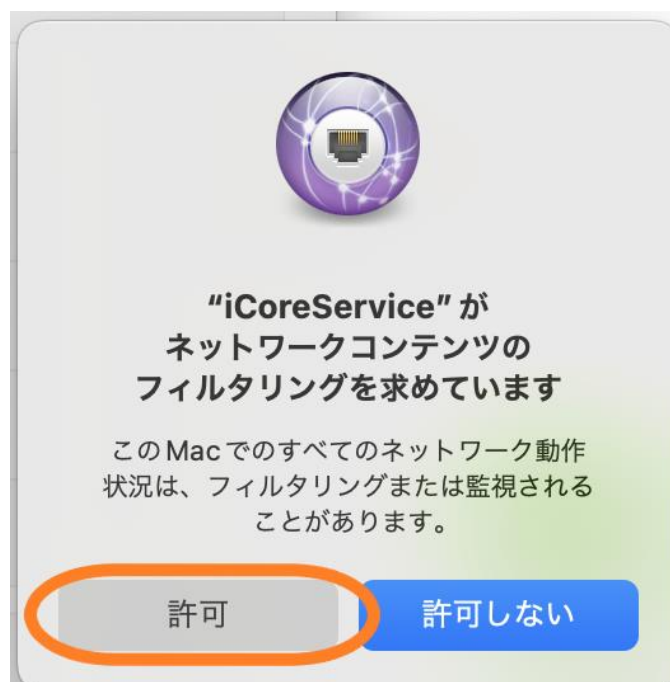 “iCoreService” が
ネットワークコンテンツの
フィルタリングを求めています
このMacでのすべてのネットワーク動作
状況は、フィルタリングまたは監視される
ことがあります。
許可
許可しない